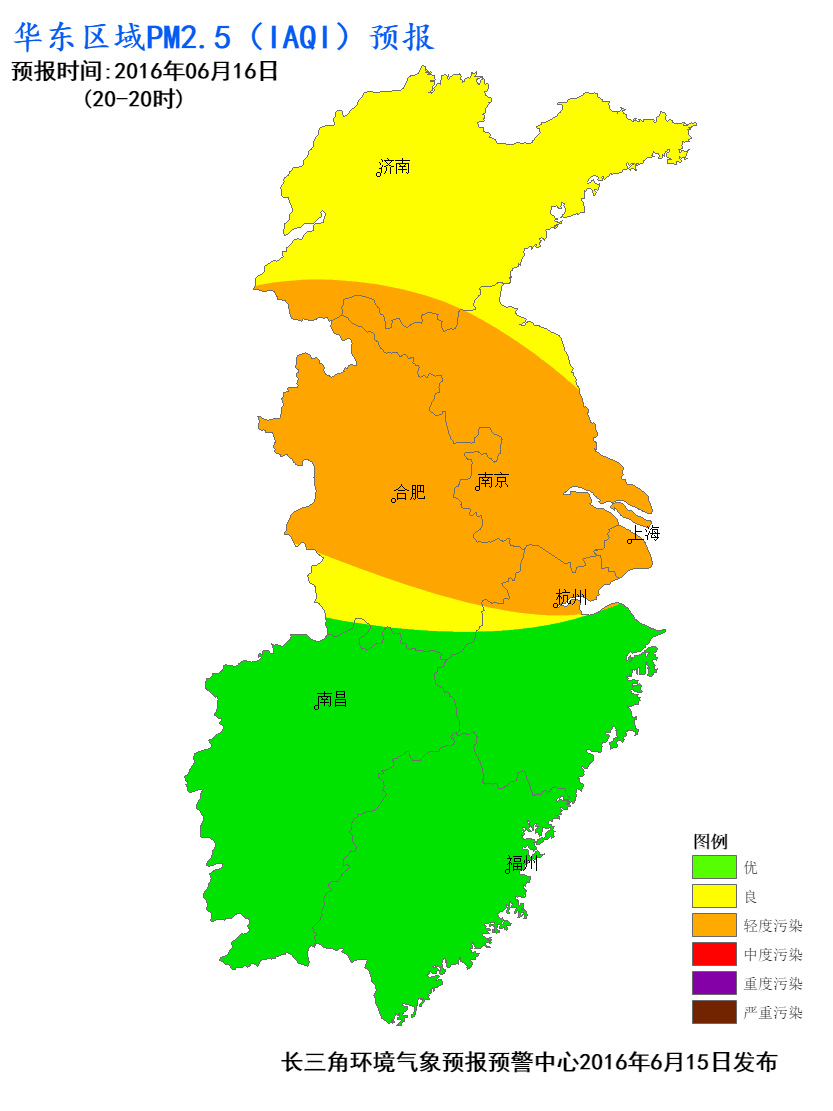 华东区域PM2.5（IAQI）预报
预报时间:2016年06月16日
(20-20时)
济南
南京
合肥
上海
杭州
南昌
福州
图例
优
良
轻度污染
中度污染
重度污染
严重污染
长三角环境气象预报预警中心2016年6月15日发布